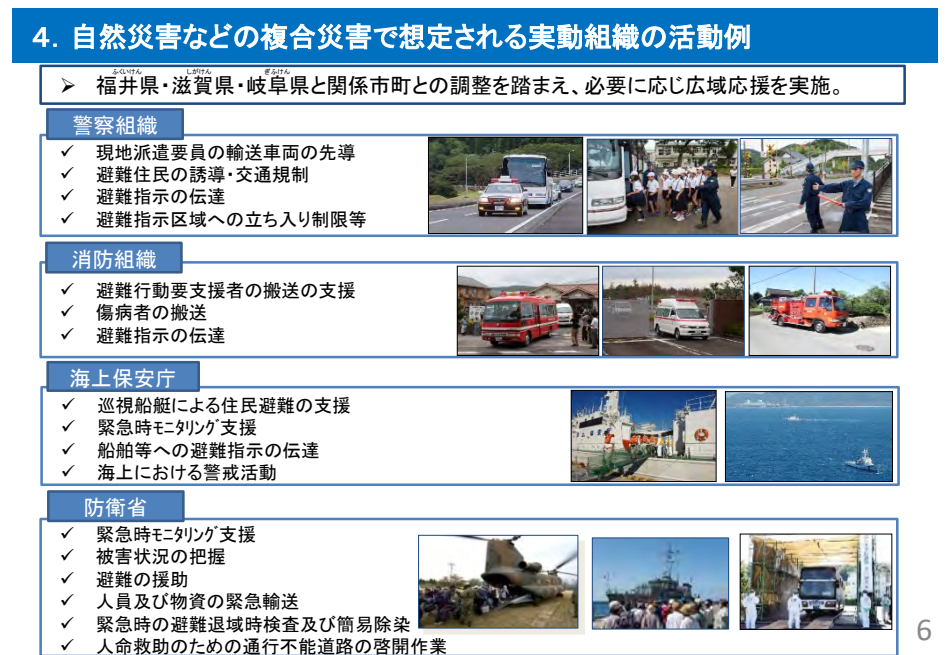 ４．自然災害などの複合災害で想定される実動組織の活動例
➢ 福井県・滋賀県・岐阜県と関係市町との調整を踏まえ、必要に応じ広域応援を実施。
ふくいけん しがけん ぎふけん
警察組織
✓ 現地派遣要員の輸送車両の先導
✓ 避難住民の誘導・交通規制
✓ 避難指示の伝達
✓ 避難指示区域への立ち入り制限等
消防組織
✓ 避難行動要支援者の搬送の支援
✓ 傷病者の搬送
✓ 避難指示の伝達
海上保安庁
✓ 巡視船艇による住民避難の支援
✓ 緊急時ﾓﾆﾀﾘﾝｸﾞ支援
✓ 船舶等への避難指示の伝達
✓ 海上における警戒活動
防衛省
✓ 緊急時ﾓﾆﾀﾘﾝｸﾞ支援
✓ 被害状況の把握
✓ 避難の援助
✓ 人員及び物資の緊急輸送
✓ 緊急時の避難退域時検査及び簡易除染
✓ 人命救助のための通行不能道路の啓開作業
6